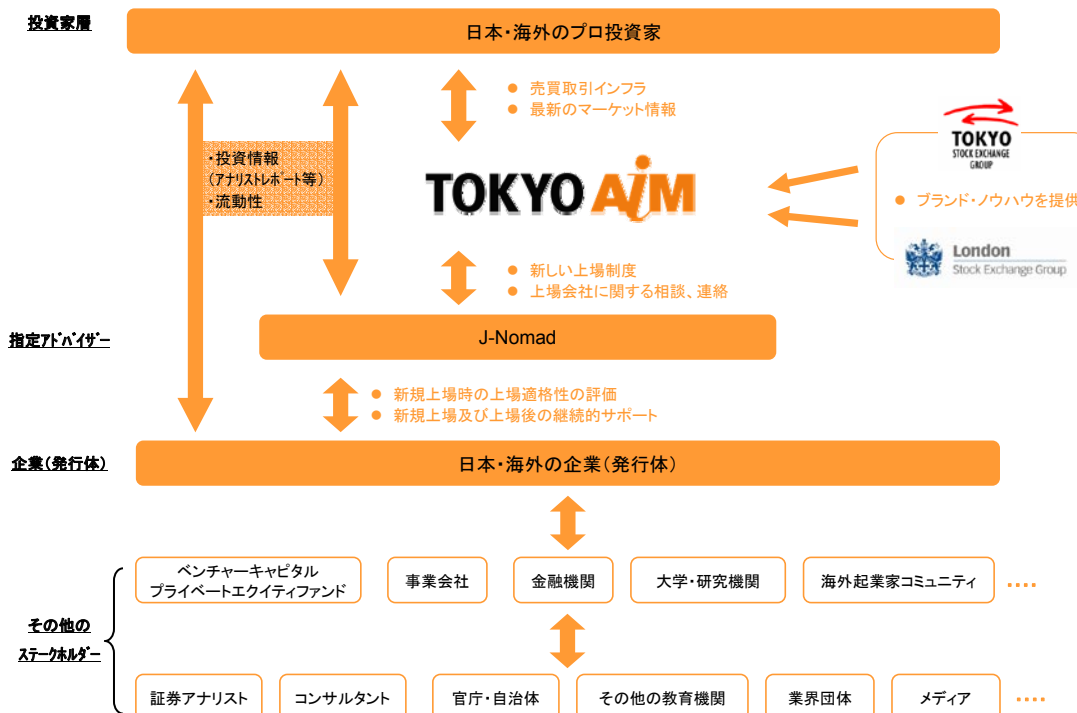 投資家層
日本・海外のプロ投資家
● 売買取引インフラ
● 最新のマーケット情報
・投資情報
(アナリストレポート等)
・流動性
TOKYO AiM
TOKYO
STOCK EXCHANGE
GROUP
● ブランド・ノウハウを提供
London
Stock Exchange Group
● 新しい上場制度
● 上場会社に関する相談、連絡
指定アドバイザー
J-Nomad
● 新規上場時の上場適格性の評価
● 新規上場及び上場後の継続的サポート
企業(発行体)
日本・海外の企業(発行体)
ベンチャーキャピタル
プライベートエクイティファンド
事業会社
金融機関
大学・研究機関
海外起業家コミュニティ
....
その他の
ステークホルダー
証券アナリスト
コンサルタント
官庁・自治体
その他の教育機関
業界団体
メディア
....